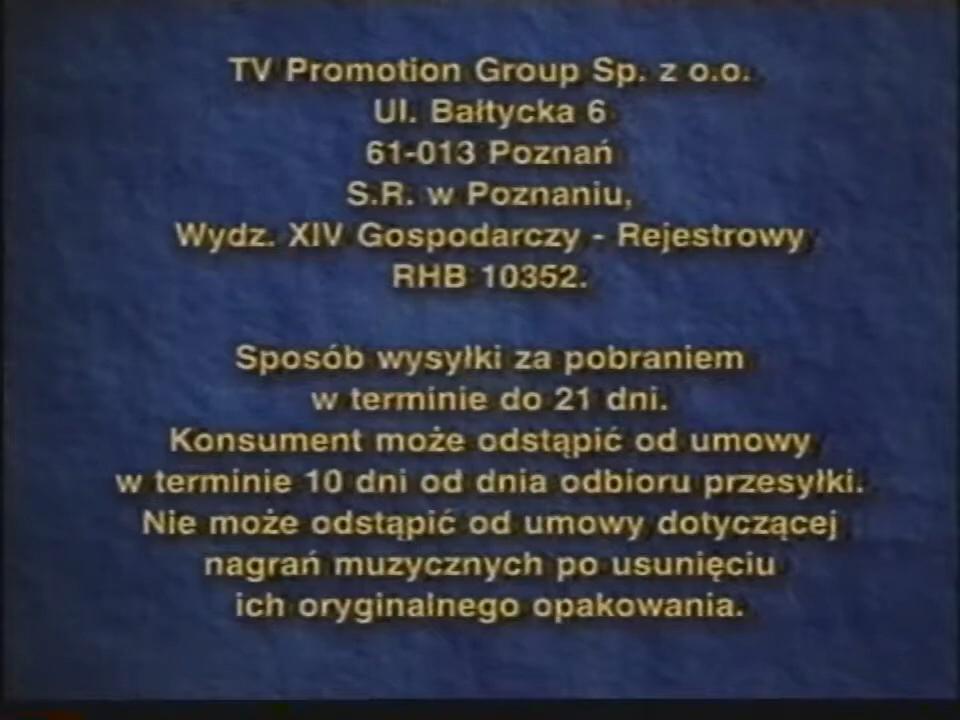 TV Promotion Group Sp. z o.o.
Ul. Bałtycka 6
61-013 Poznań
S.R. w Poznaniu,
Wydz. XIV Gospodarczy - Rejestrowy
RHB 10352.
Sposób wysyłki za pobraniem
w terminie do 21 dni.
Konsument może odstąpić od umowy
w terminie 10 dni od dnia odbioru przesyłki.
Nie może odstąpić od umowy dotyczącej
nagrań muzycznych po usunięciu
ich oryginalnego opakowania.